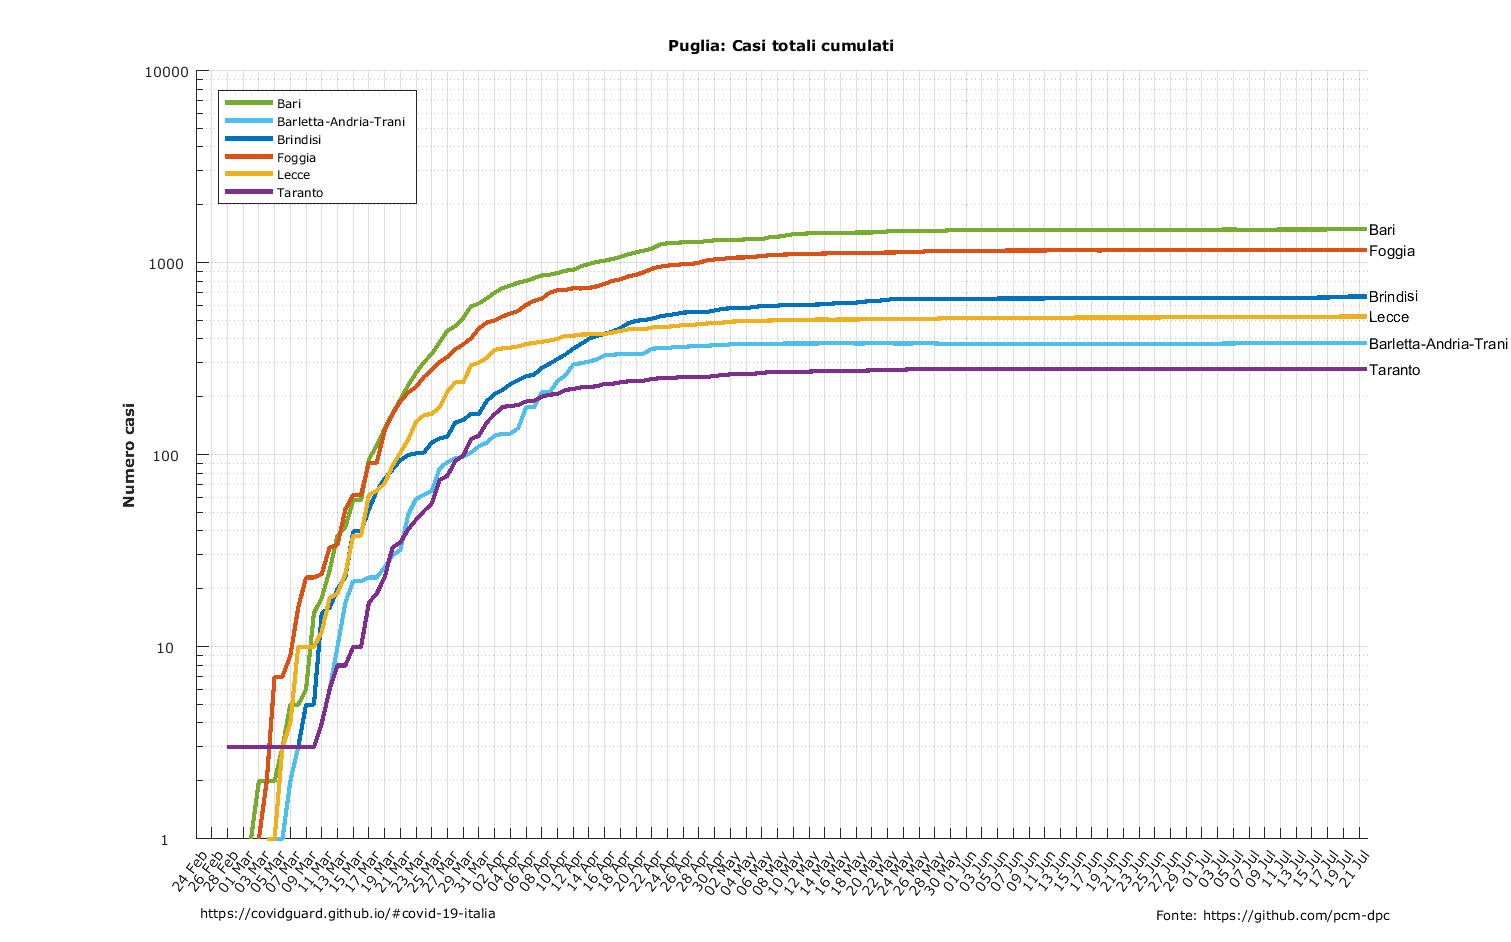 Puglia: Casi totali cumulati
10000
1000
100
10
1
Numero casi
Bari
Barletta-Andria-Trani
Brindisi
Foggia
Lecce
Taranto
Bari
Foggia
Brindisi
Lecce
Barletta-Andria-Trani
Taranto
24 Feb
26 Feb
28 Feb
01 Mar
03 Mar
05 Mar
07 Mar
09 Mar
11 Mar
13 Mar
15 Mar
17 Mar
19 Mar
21 Mar
23 Mar
25 Mar
27 Mar
29 Mar
31 Mar
02 Apr
04 Apr
06 Apr
08 Apr
10 Apr
12 Apr
14 Apr
16 Apr
18 Apr
20 Apr
22 Apr
24 Apr
26 Apr
28 Apr
30 Apr
02 May
04 May
06 May
08 May
10 May
12 May
14 May
16 May
18 May
20 May
22 May
24 May
26 May
28 May
30 May
01 Jun
03 Jun
05 Jun
07 Jun
09 Jun
11 Jun
13 Jun
15 Jun
17 Jun
19 Jun
21 Jun
23 Jun
25 Jun
27 Jun
29 Jun
01 Jul
03 Jul
05 Jul
07 Jul
09 Jul
11 Jul
13 Jul
15 Jul
17 Jul
19 Jul
21 Jul
https://covidguard.github.io/#covid-19-italia
Fonte: https://github.com/pcm-dpc